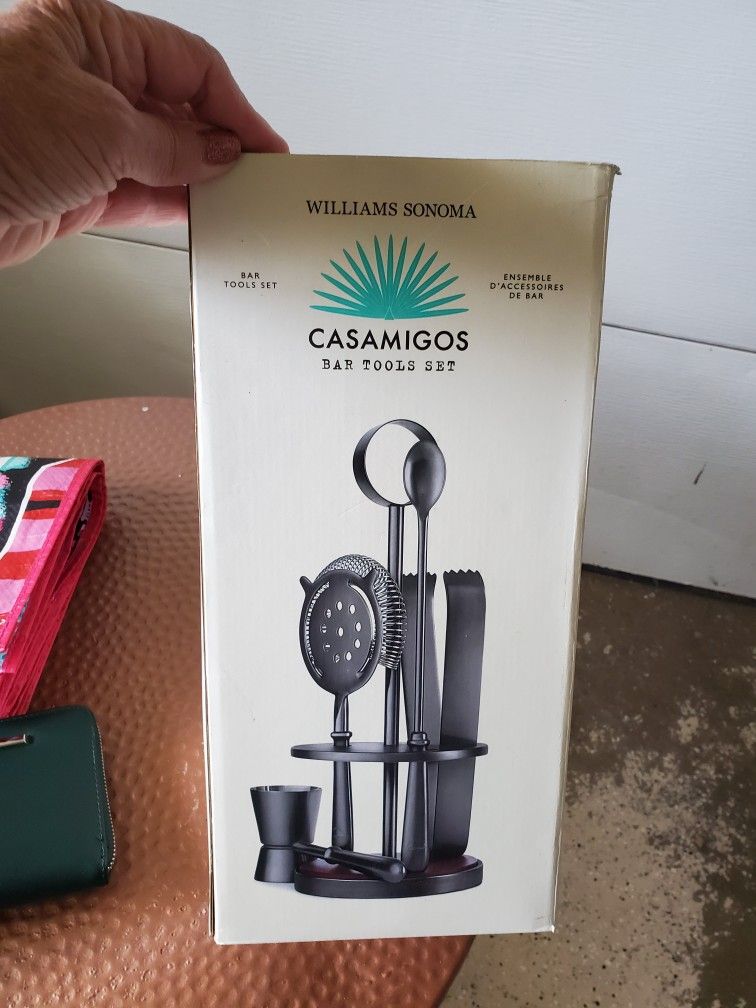 WILLIAMS SONOMA
BAR
TOOLS SET
ENSEMBLE
D'ACCESSOIRES
DE BAR
CASAMIGOS
BAR TOOLS SET